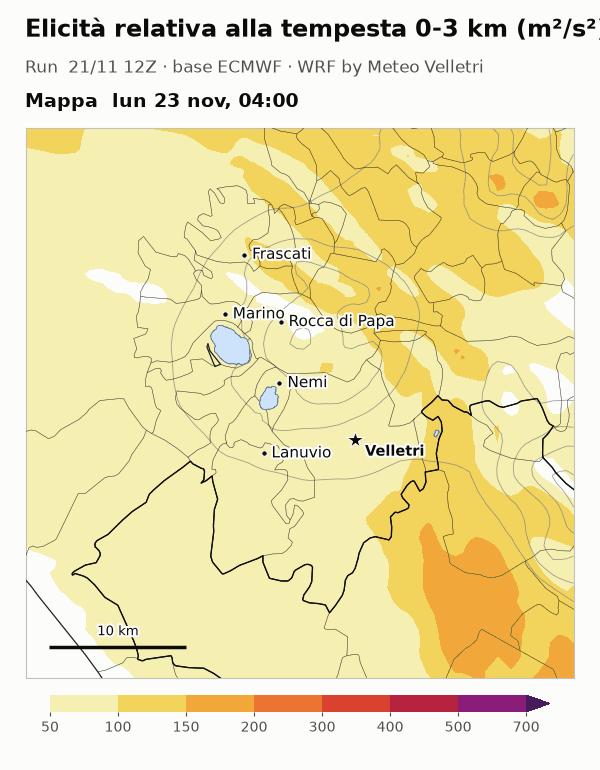 Elicità relativa alla tempesta 0-3 km (m²/s²)
Run  21/11 12Z · base ECMWF · WRF by Meteo Velletri
Mappa  lun 23 nov, 04:00
Frascati
Marino
Rocca di Papa
Nemi
Lanuvio
Velletri
10 km
50 100 150 200 300 400 500 700